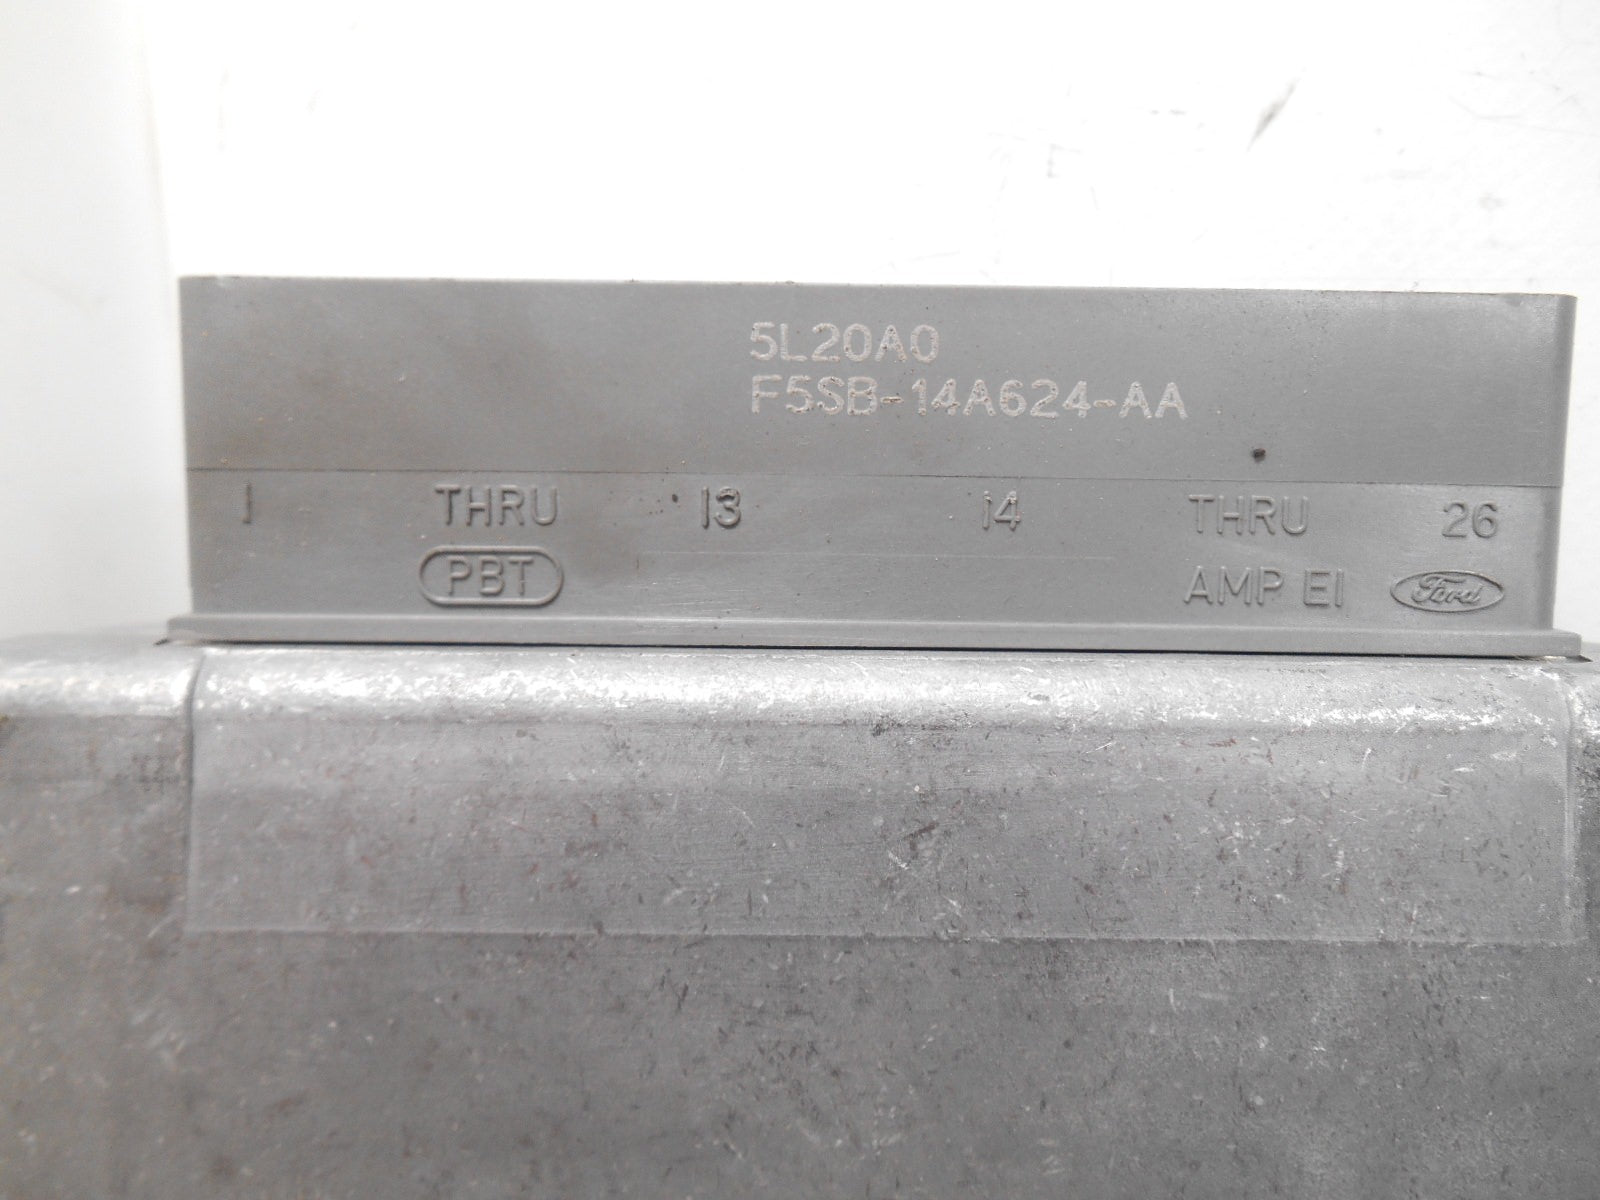 5L20A0
F5SB-14A624-AA
1 THRU 13 14 THRU 26
PBT AMP EI Ford